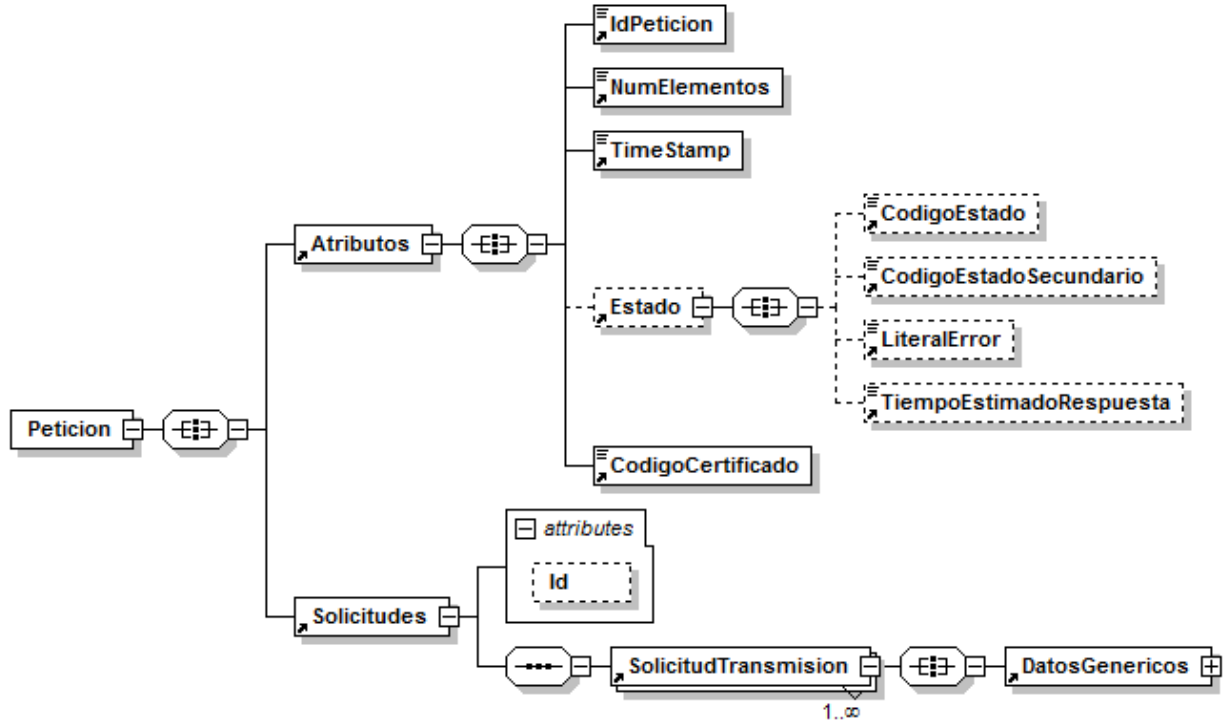 IdPeticion
NumElementos
TimeStamp
CodigoEstado
Atributos
CodigoEstadoSecundario
Estado
LiteralError
TiempoEstimadoRespuesta
Peticion
CodigoCertificado
attributes
Id
Solicitudes
SolicitudTransmision
DatosGenericos
1..∞